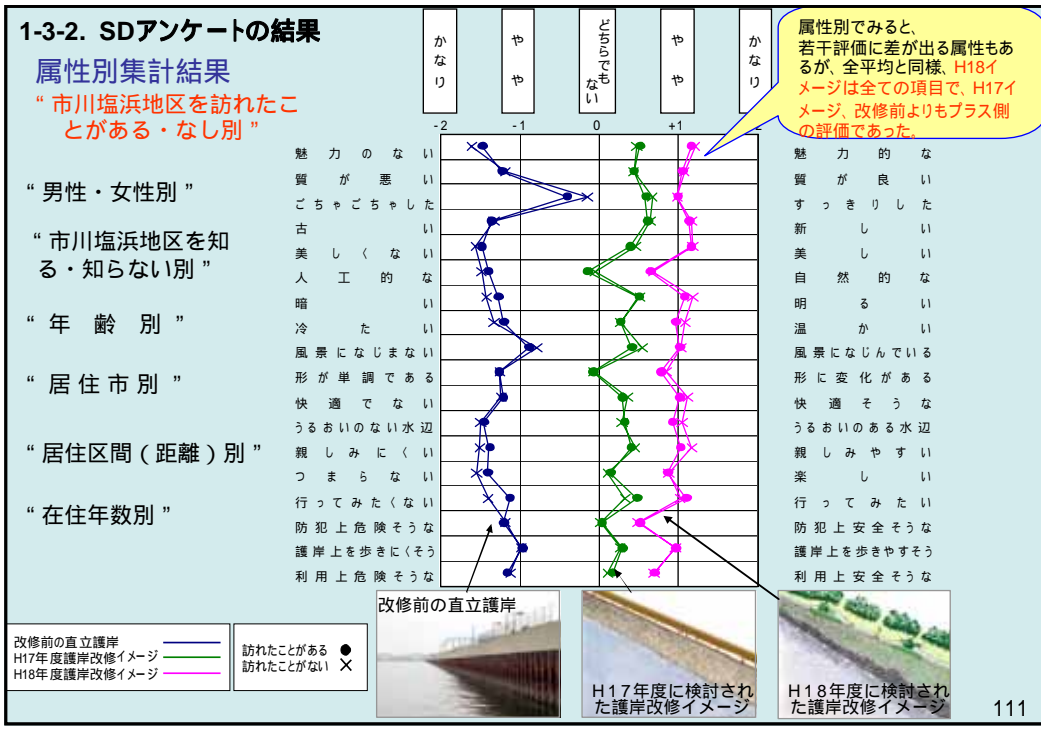 1-3-2. SDアンケートの結果
属性別集計結果
“ 市川塩浜地区を訪れたこ
とがある・なし別 ”
“ 男性・女性別 ”
“ 市川塩浜地区を知
る・知らない別 ”
“ 年 齢 別 ”
“ 居 住 市 別 ”
“ 居住区間 ( 距離 ) 別 ”
“ 在住年数別 ”
かなり
やや
どちらでもない
やや
かなり
属性別でみると、
若干評価に差が出る属性もあ
るが、全平均と同様、H18イ
メージは全ての項目で、H17イ
メージ、改修前よりもプラス側
の評価であった。
-2 -1 0 +1 2
魅力のない 魅力的な
質が悪い 質が良い
ごちゃごちゃした すっきりした
古い 新しい
美しくない 美しい
人工的な 自然的な
暗い 明るい
冷たい 温かい
風景になじまない 風景になじんでいる
形が単調である 形に変化がある
快適でない 快適そうな
うるおいのない水辺 うるおいのある水辺
親しみにくい 親しみやすい
つまらない 楽しい
行ってみたくない 行ってみたい
防犯上危険そうな 防犯上安全そうな
護岸上を歩きにくそう 護岸上を歩きやすそう
利用上危険そうな 利用上安全そうな
改修前の直立護岸
H17年度護岸改修イメージ
H18年度護岸改修イメージ
訪れたことがある ●
訪れたことがない ×
改修前の直立護岸
H17年度に検討され
た護岸改修イメージ
H18年度に検討され
た護岸改修イメージ
111